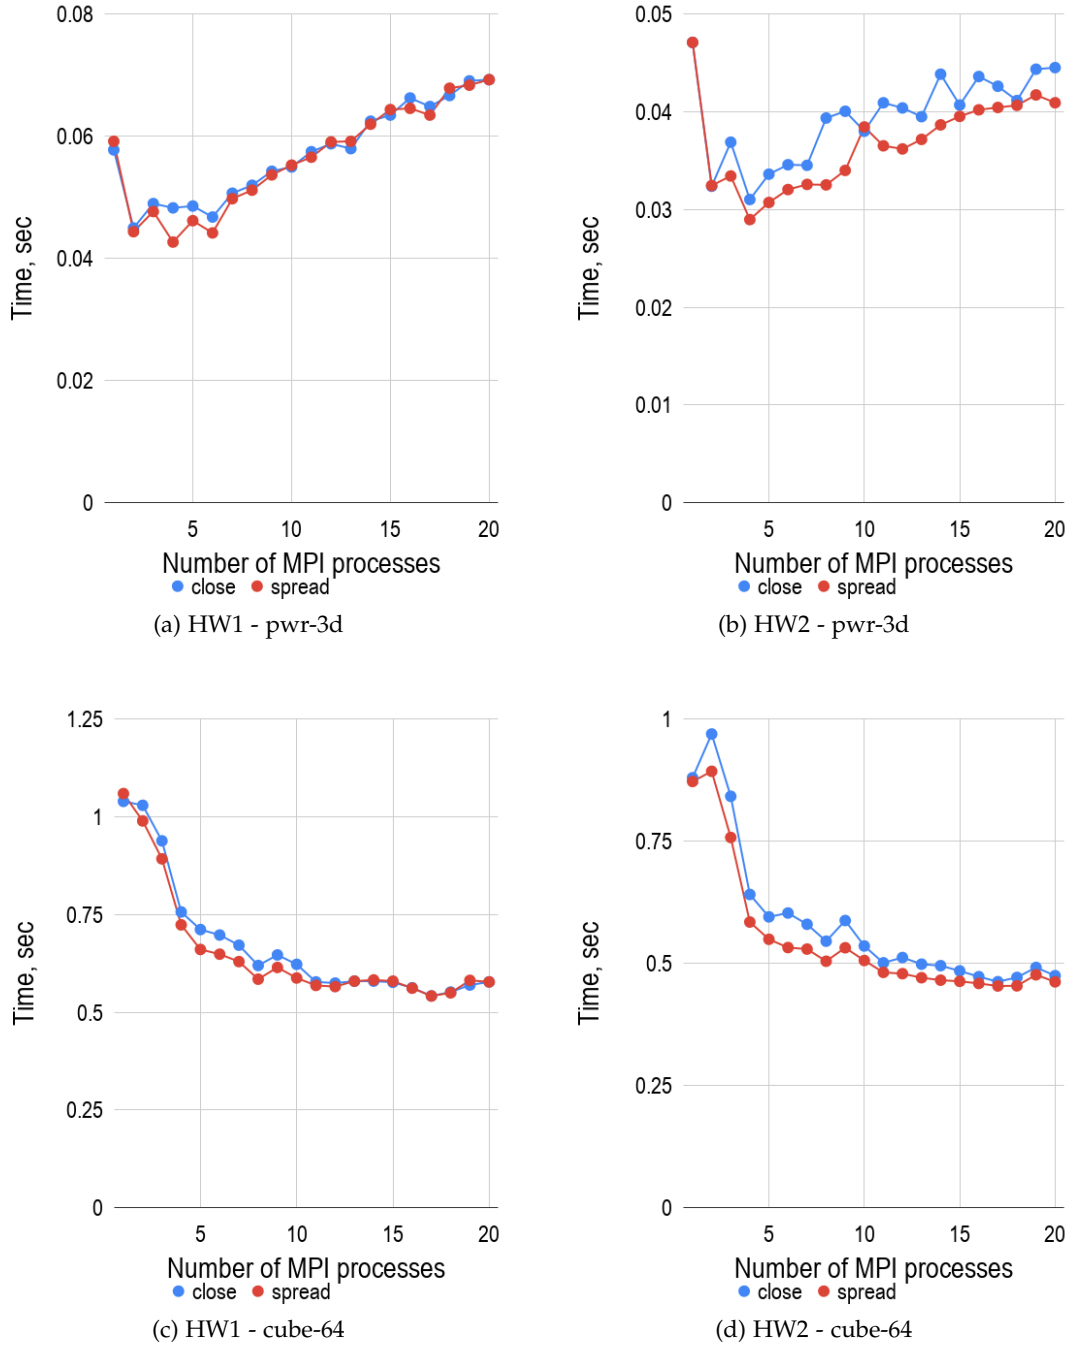 0.08
0.06
0.04
0.02
0
Time, sec
5 10 15 20
Number of MPI processes
close spread
(a) HW1 - pwr-3d
0.05
0.04
0.03
0.02
0.01
0
Time, sec
5 10 15 20
Number of MPI processes
close spread
(b) HW2 - pwr-3d
1.25
1
0.75
0.5
0.25
0
Time, sec
5 10 15 20
Number of MPI processes
close spread
(c) HW1 - cube-64
1
0.75
0.5
0.25
0
Time, sec
5 10 15 20
Number of MPI processes
close spread
(d) HW2 - cube-64